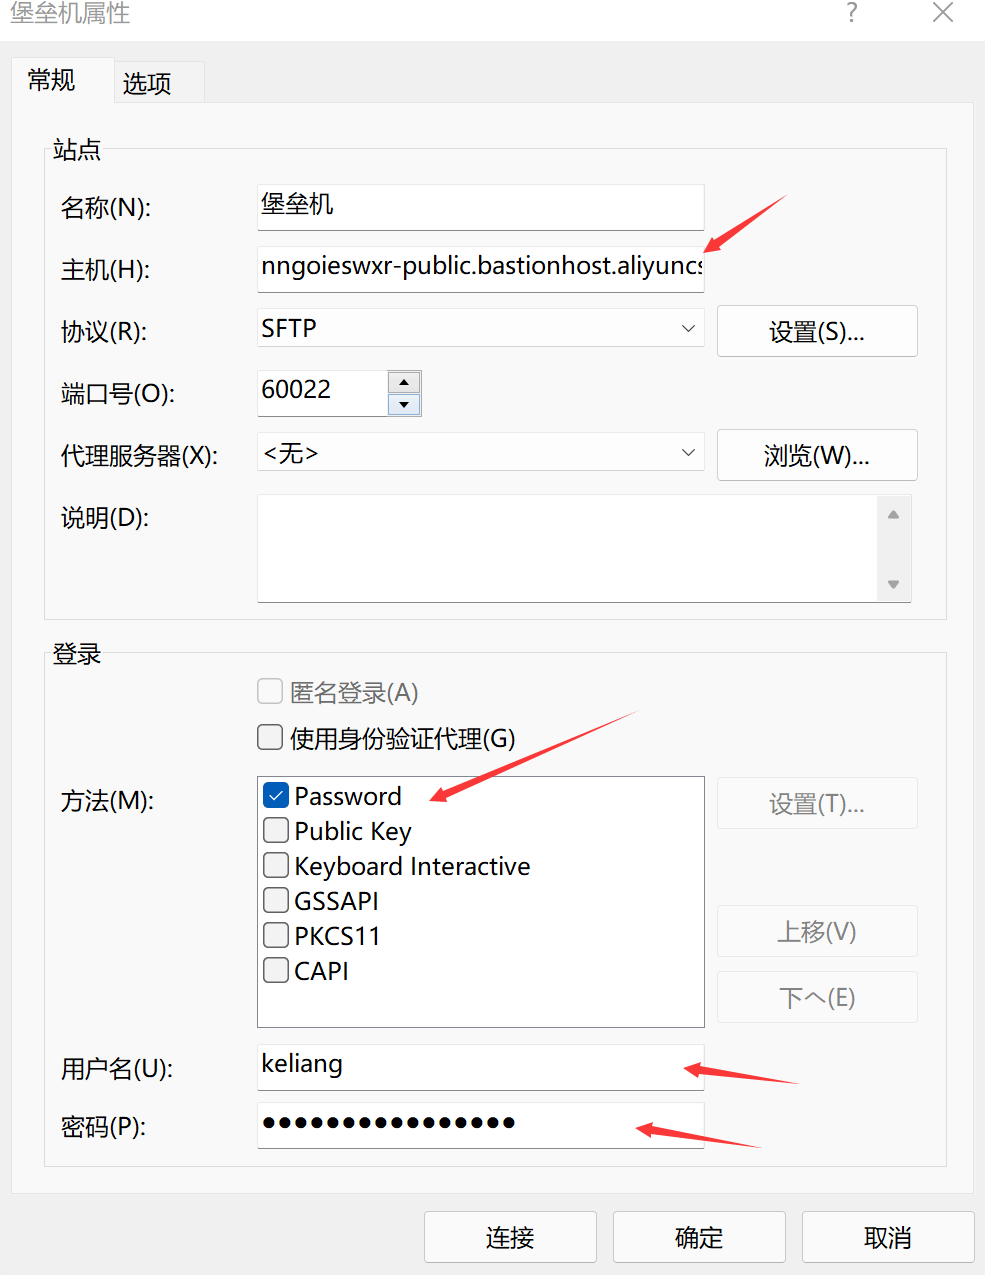 堡垒机属性
?
常规
选项
站点
名称(N): 堡垒机
主机(H): nngoieswxr-public.bastionhost.aliyuncs
协议(R): SFTP 设置(S)...
端口号(O): 60022
代理服务器(X): <无> 浏览(W)...
说明(D):
登录
匿名登录(A)
使用身份验证代理(G)
方法(M): Password 设置(T)...
Public Key
Keyboard Interactive
GSSAPI
PKCS11 上移(V)
CAPI
下へ(E)
用户名(U): keliang
密码(P): ●●●●●●●●●●●●●●●●
连接 确定 取消